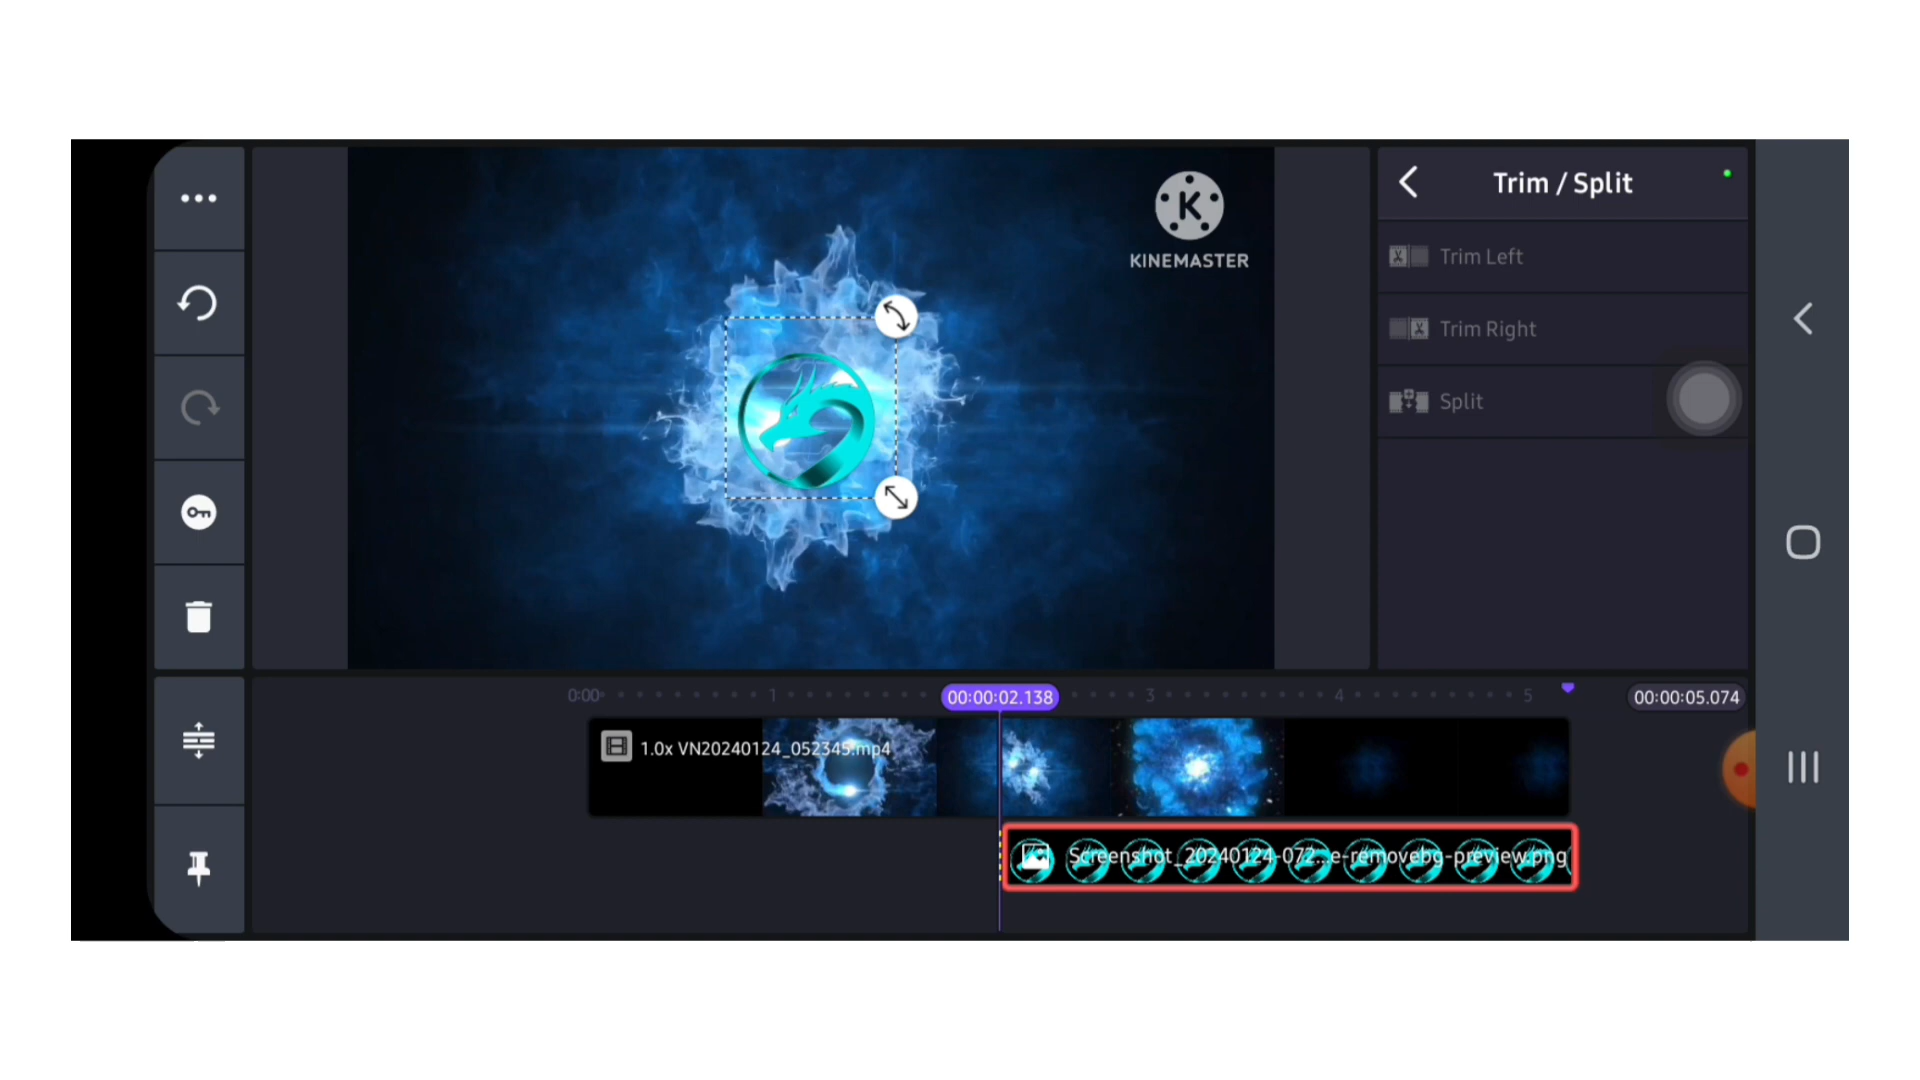 K
KINEMASTER
Trim / Split
Trim Left
Trim Right
Split
0:00
1
00:00:02.138
3
4
5
00:00:05.074
1.0x VN20240124_052345.mp4
Screenshot_20240124-072...e-removebg-preview.png